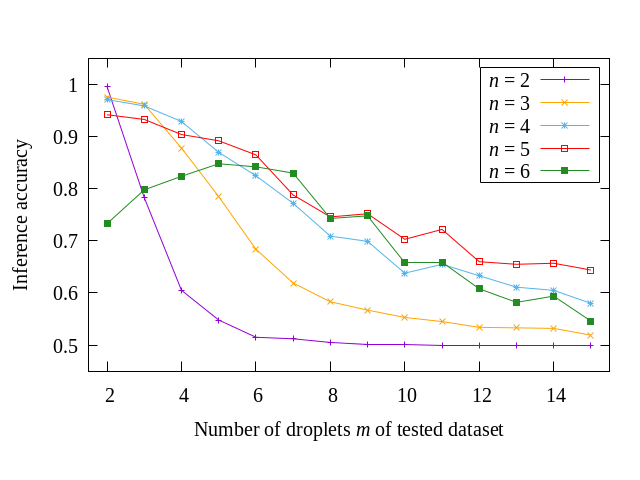 n = 2
n = 3
n = 4
n = 5
n = 6
1
0.9
0.8
0.7
0.6
0.5
Inference accuracy
2 4 6 8 10 12 14
Number of droplets m of tested dataset